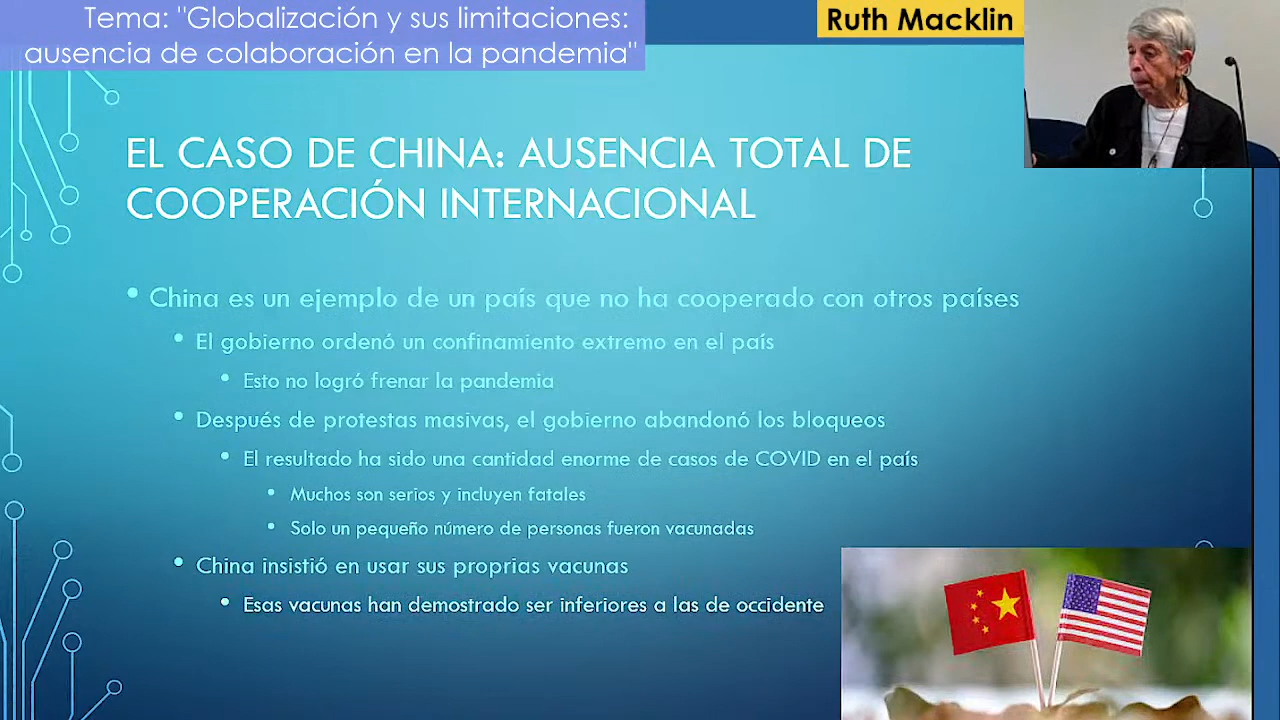 Tema: "Globalización y sus limitaciones:
ausencia de colaboración en la pandemia"
Ruth Macklin
EL CASO DE CHINA: AUSENCIA TOTAL DE
COOPERACIÓN INTERNACIONAL
• China es un ejemplo de un país que no ha cooperado con otros países
• El gobierno ordenó un confinamiento extremo en el país
• Esto no logró frenar la pandemia
• Después de protestas masivas, el gobierno abandonó los bloqueos
• El resultado ha sido una cantidad enorme de casos de COVID en el país
• Muchos son serios y incluyen fatales
• Solo un pequeño número de personas fueron vacunadas
• China insistió en usar sus proprias vacunas
• Esas vacunas han demostrado ser inferiores a las de occidente